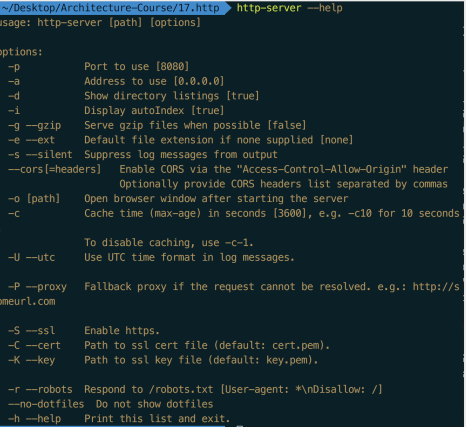 ~/Desktop/Architecture-Course/17.http  http-server --help
usage: http-server [path] [options]

options:
  -p           Port to use [8080]
  -a           Address to use [0.0.0.0]
  -d           Show directory listings [true]
  -i           Display autoIndex [true]
  -g --gzip    Serve gzip files when possible [false]
  -e --ext     Default file extension if none supplied [none]
  -s --silent  Suppress log messages from output
  --cors[=headers]   Enable CORS via the "Access-Control-Allow-Origin" header
                     Optionally provide CORS headers list separated by commas
  -o [path]    Open browser window after starting the server
  -c           Cache time (max-age) in seconds [3600], e.g. -c10 for 10 seconds
.
               To disable caching, use -c-1.
  -U --utc     Use UTC time format in log messages.

  -P --proxy   Fallback proxy if the request cannot be resolved. e.g.: http://s
omeurl.com

  -S --ssl     Enable https.
  -C --cert    Path to ssl cert file (default: cert.pem).
  -K --key     Path to ssl key file (default: key.pem).

  -r --robots  Respond to /robots.txt [User-agent: *\nDisallow: /]
  --no-dotfiles  Do not show dotfiles
  -h --help    Print this list and exit.